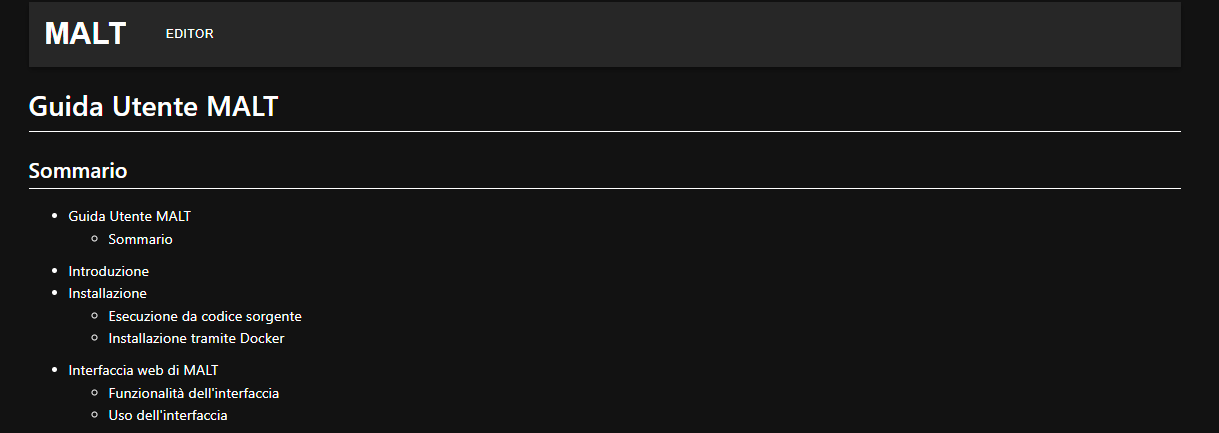 MALT EDITOR
Guida Utente MALT
Sommario
Guida Utente MALT
Sommario
Introduzione
Installazione
Esecuzione da codice sorgente
Installazione tramite Docker
Interfaccia web di MALT
Funzionalità dell'interfaccia
Uso dell'interfaccia